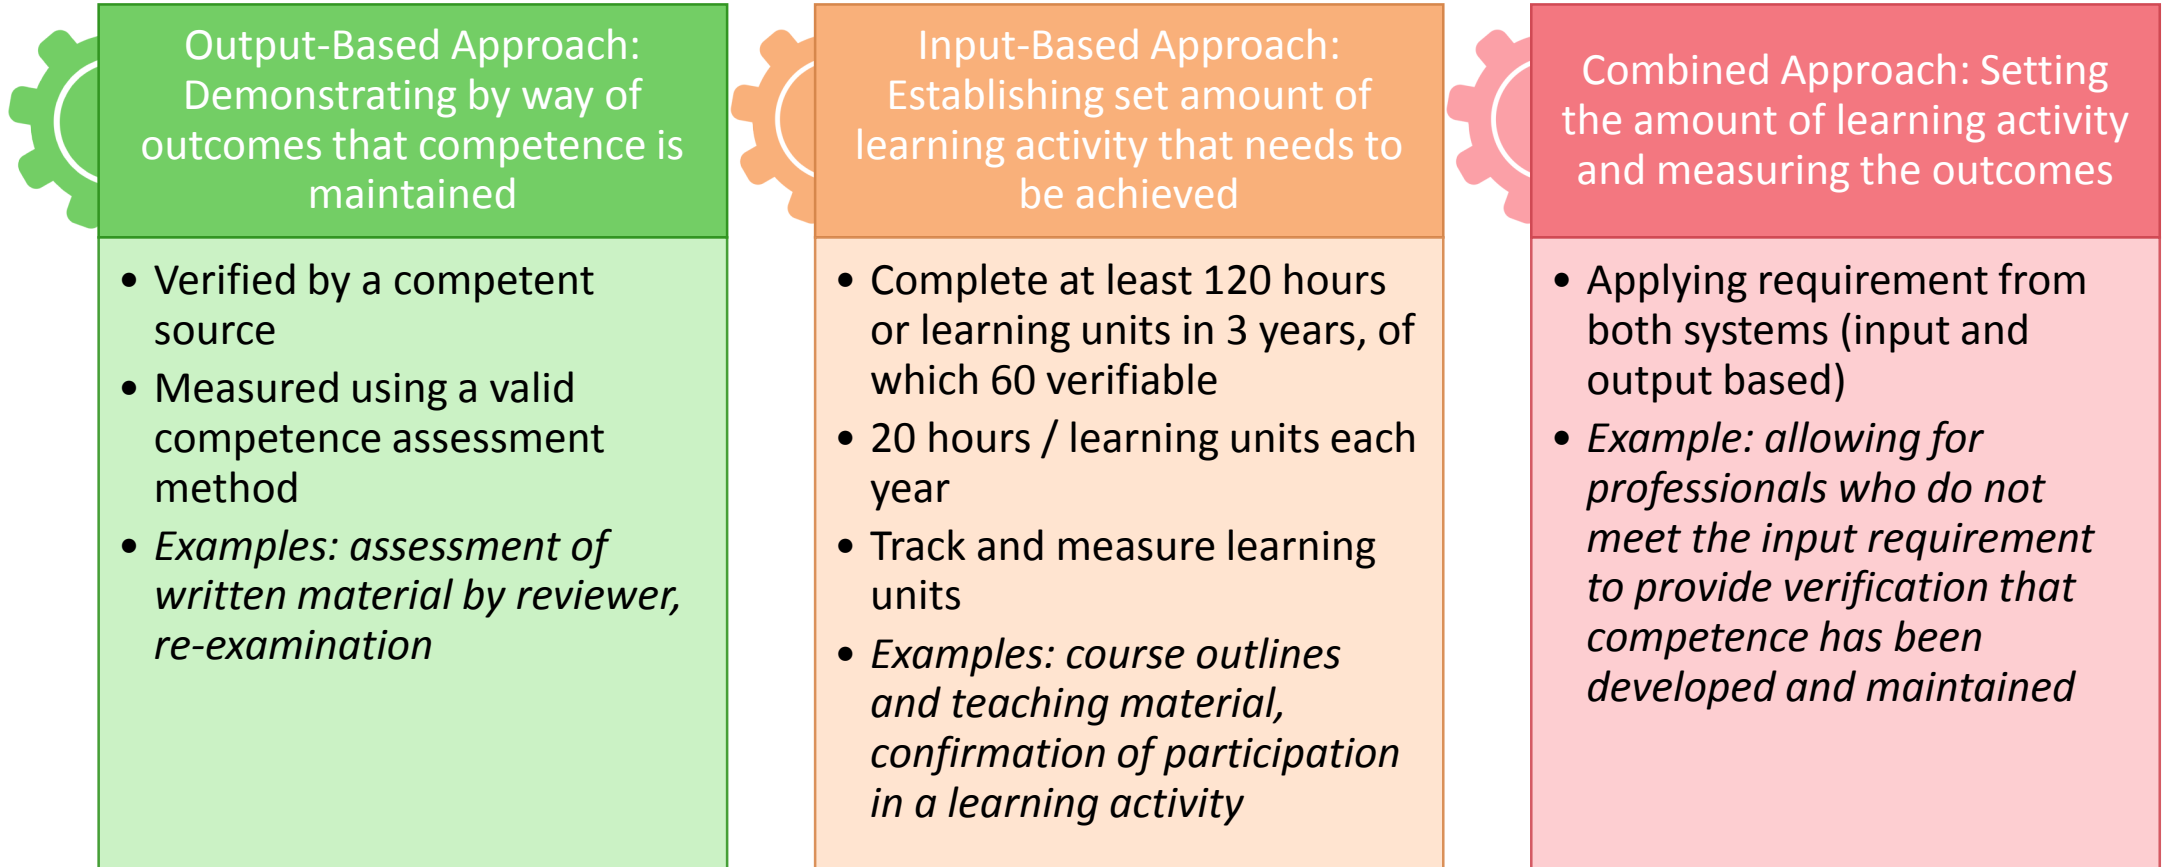 Output-Based Approach:
Demonstrating by way of
outcomes that competence is
maintained
• Verified by a competent
source
• Measured using a valid
competence assessment
method
• Examples: assessment of
written material by reviewer,
re-examination
Input-Based Approach:
Establishing set amount of
learning activity that needs to
be achieved
• Complete at least 120 hours
or learning units in 3 years, of
which 60 verifiable
• 20 hours / learning units each
year
• Track and measure learning
units
• Examples: course outlines
and teaching material,
confirmation of participation
in a learning activity
Combined Approach: Setting
the amount of learning activity
and measuring the outcomes
• Applying requirement from
both systems (input and
output based)
• Example: allowing for
professionals who do not
meet the input requirement
to provide verification that
competence has been
developed and maintained